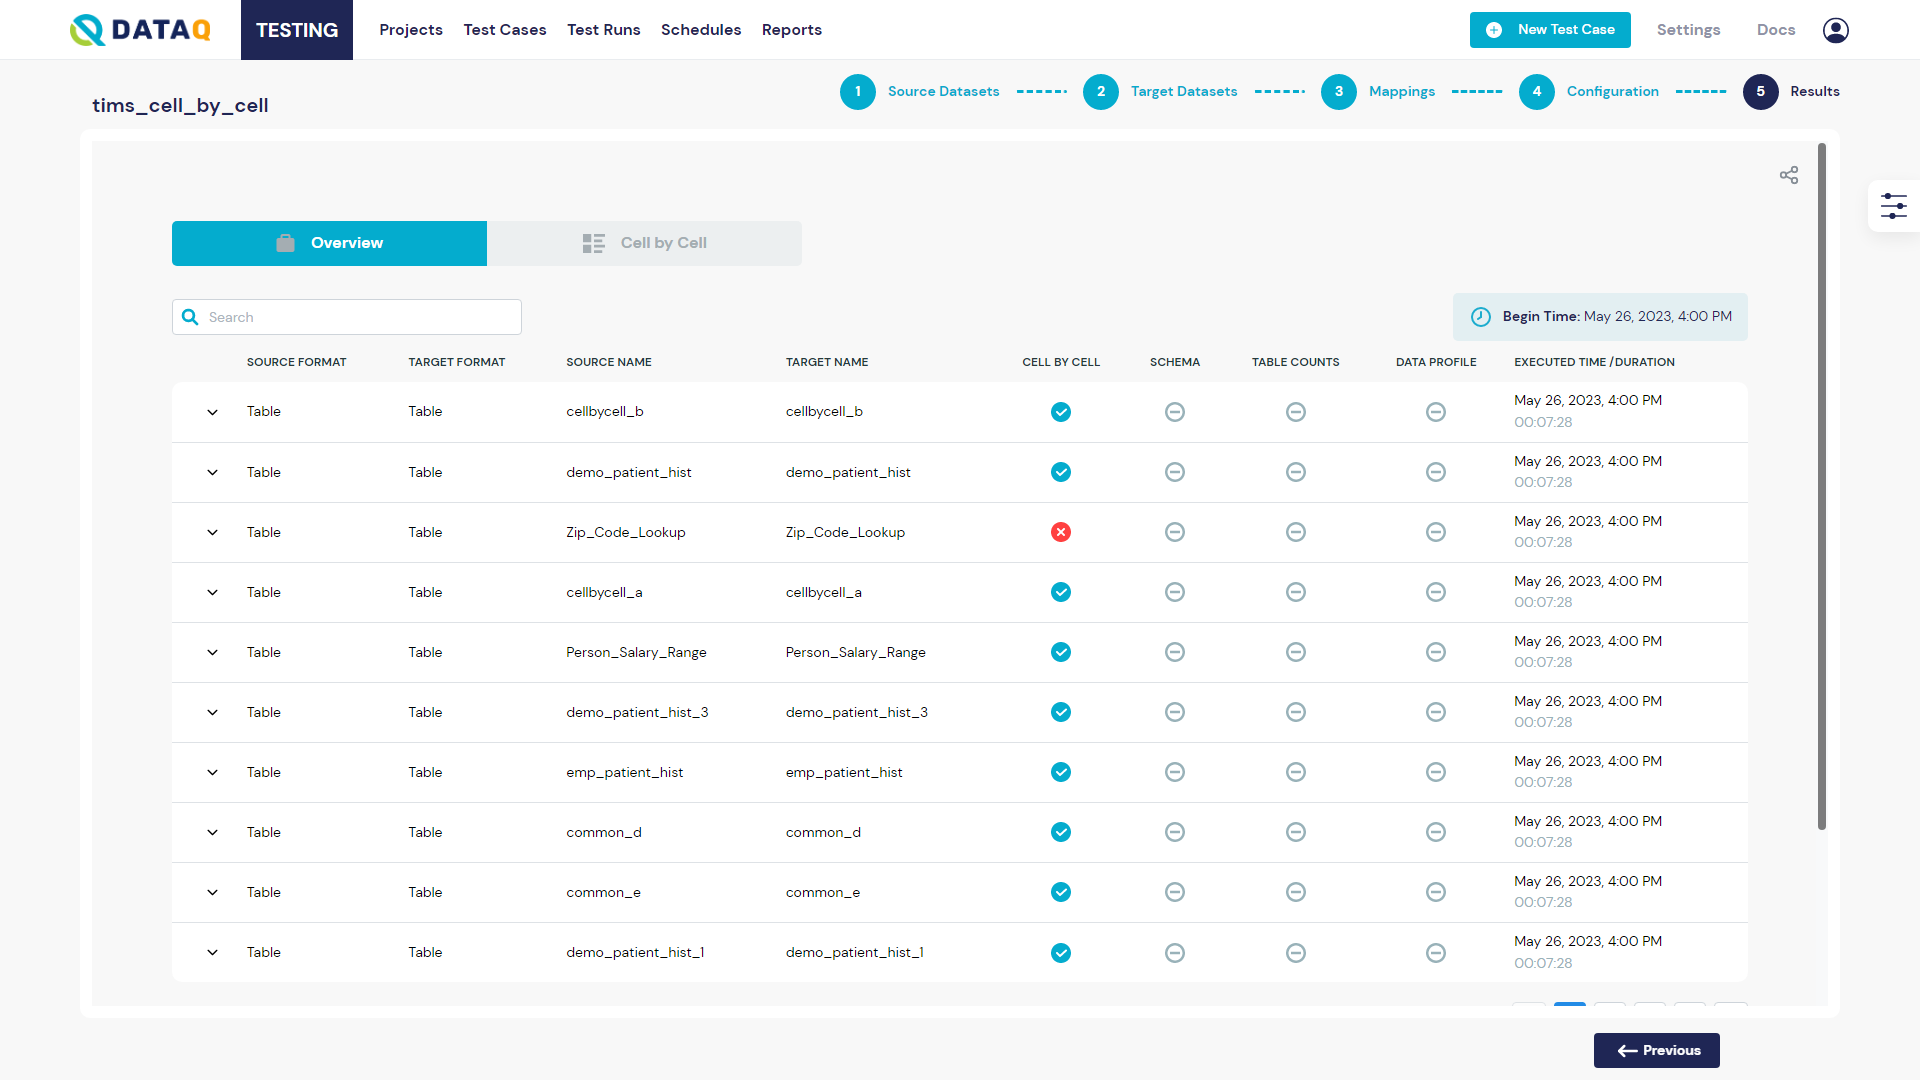 DATAQ TESTING Projects Test Cases Test Runs Schedules Reports New Test Case Settings Docs
tims_cell_by_cell 1 Source Datasets 2 Target Datasets 3 Mappings 4 Configuration 5 Results
Overview Cell by Cell
Search Begin Time: May 26, 2023, 4:00 PM
SOURCE FORMAT TARGET FORMAT SOURCE NAME TARGET NAME CELL BY CELL SCHEMA TABLE COUNTS DATA PROFILE EXECUTED TIME /DURATION
Table Table cellbycell_b cellbycell_b May 26, 2023, 4:00 PM
00:07:28
Table Table demo_patient_hist demo_patient_hist May 26, 2023, 4:00 PM
00:07:28
Table Table Zip_Code_Lookup Zip_Code_Lookup May 26, 2023, 4:00 PM
00:07:28
Table Table cellbycell_a cellbycell_a May 26, 2023, 4:00 PM
00:07:28
Table Table Person_Salary_Range Person_Salary_Range May 26, 2023, 4:00 PM
00:07:28
Table Table demo_patient_hist_3 demo_patient_hist_3 May 26, 2023, 4:00 PM
00:07:28
Table Table emp_patient_hist emp_patient_hist May 26, 2023, 4:00 PM
00:07:28
Table Table common_d common_d May 26, 2023, 4:00 PM
00:07:28
Table Table common_e common_e May 26, 2023, 4:00 PM
00:07:28
Table Table demo_patient_hist_1 demo_patient_hist_1 May 26, 2023, 4:00 PM
00:07:28
Previous